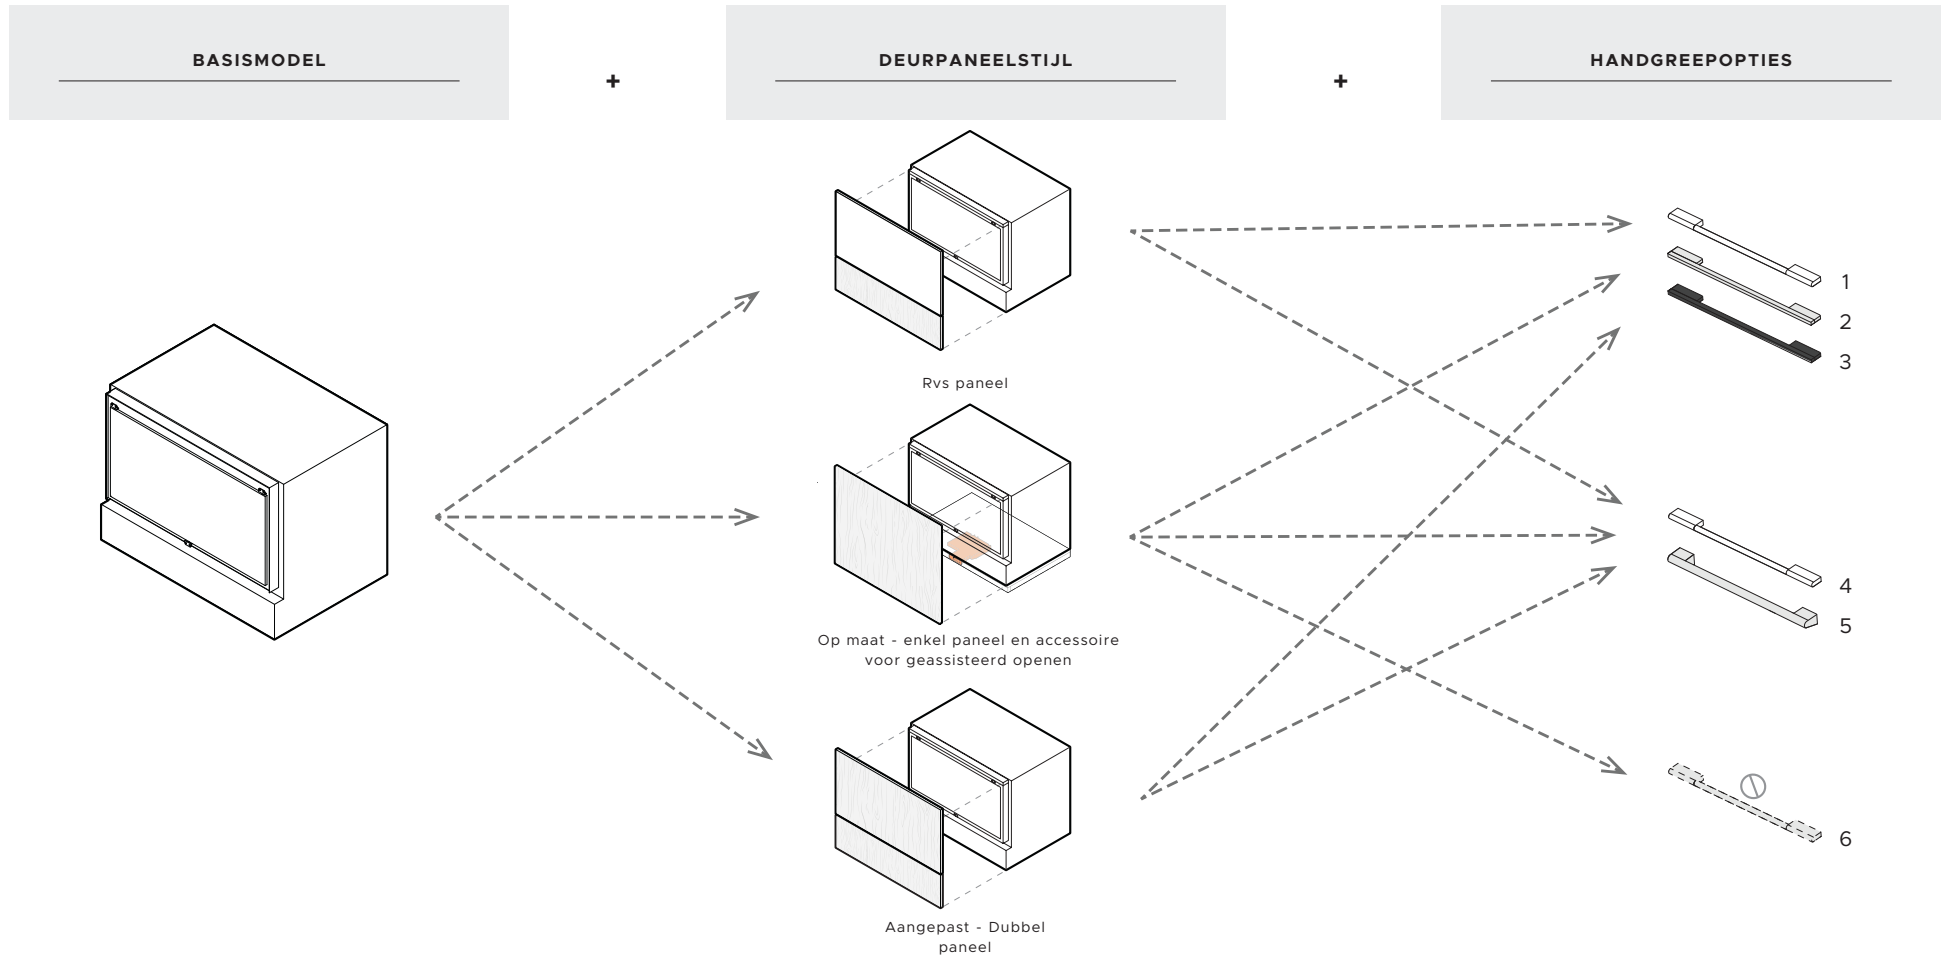 BASISMODEL
+
DEURPANEELSTIJL
+
HANDGREEPOPTIES
1
2
3
Rvs paneel
4
5
Op maat - enkel paneel en accessoire
voor geassisteerd openen
6
Aangepast - Dubbel
paneel